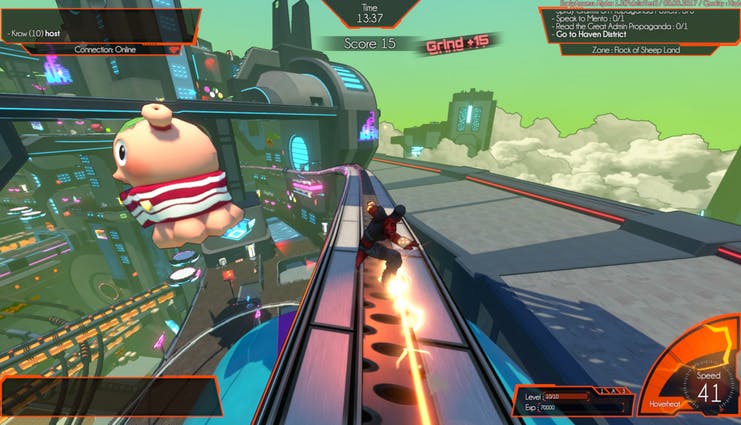 - Krow (10) host
Connection: Online
Time
13:37
Score 15
Grind +15
- Speak to Mento : 0/1
- Read the Great Admin Propaganda : 0/1
- Go to Haven District
Zone : Flock of Sheep Land
Speed
41
Hoverheat
Level 10/10
Exp 70000